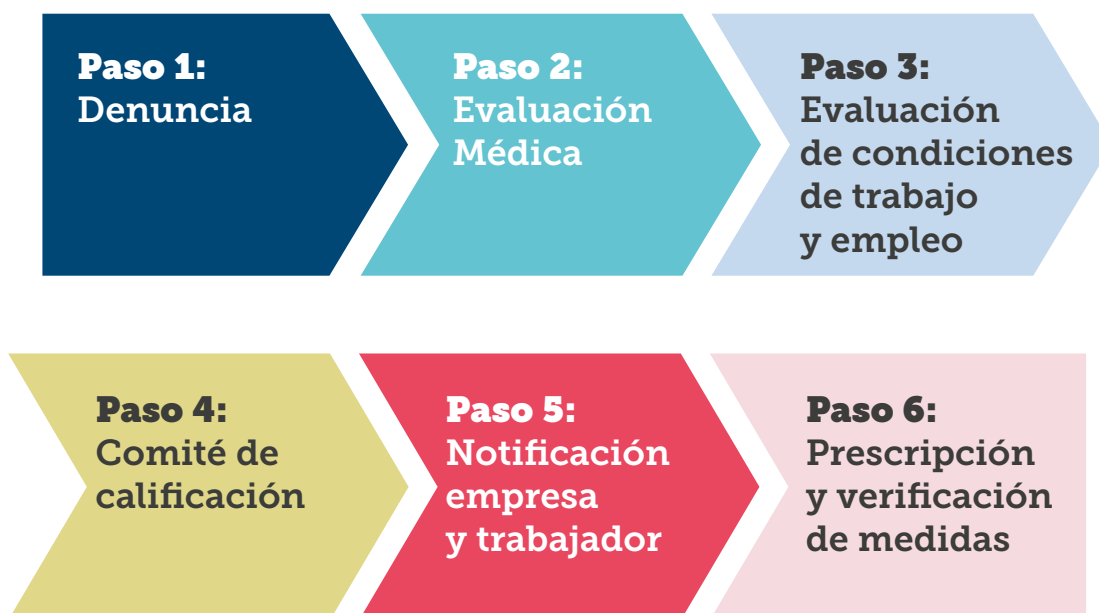 Paso 1:
Denuncia
Paso 2:
Evaluación
Médica
Paso 3:
Evaluación
de condiciones
de trabajo
y empleo
Paso 4:
Comité de
calificación
Paso 5:
Notificación
empresa
y trabajador
Paso 6:
Prescripción
y verificación
de medidas